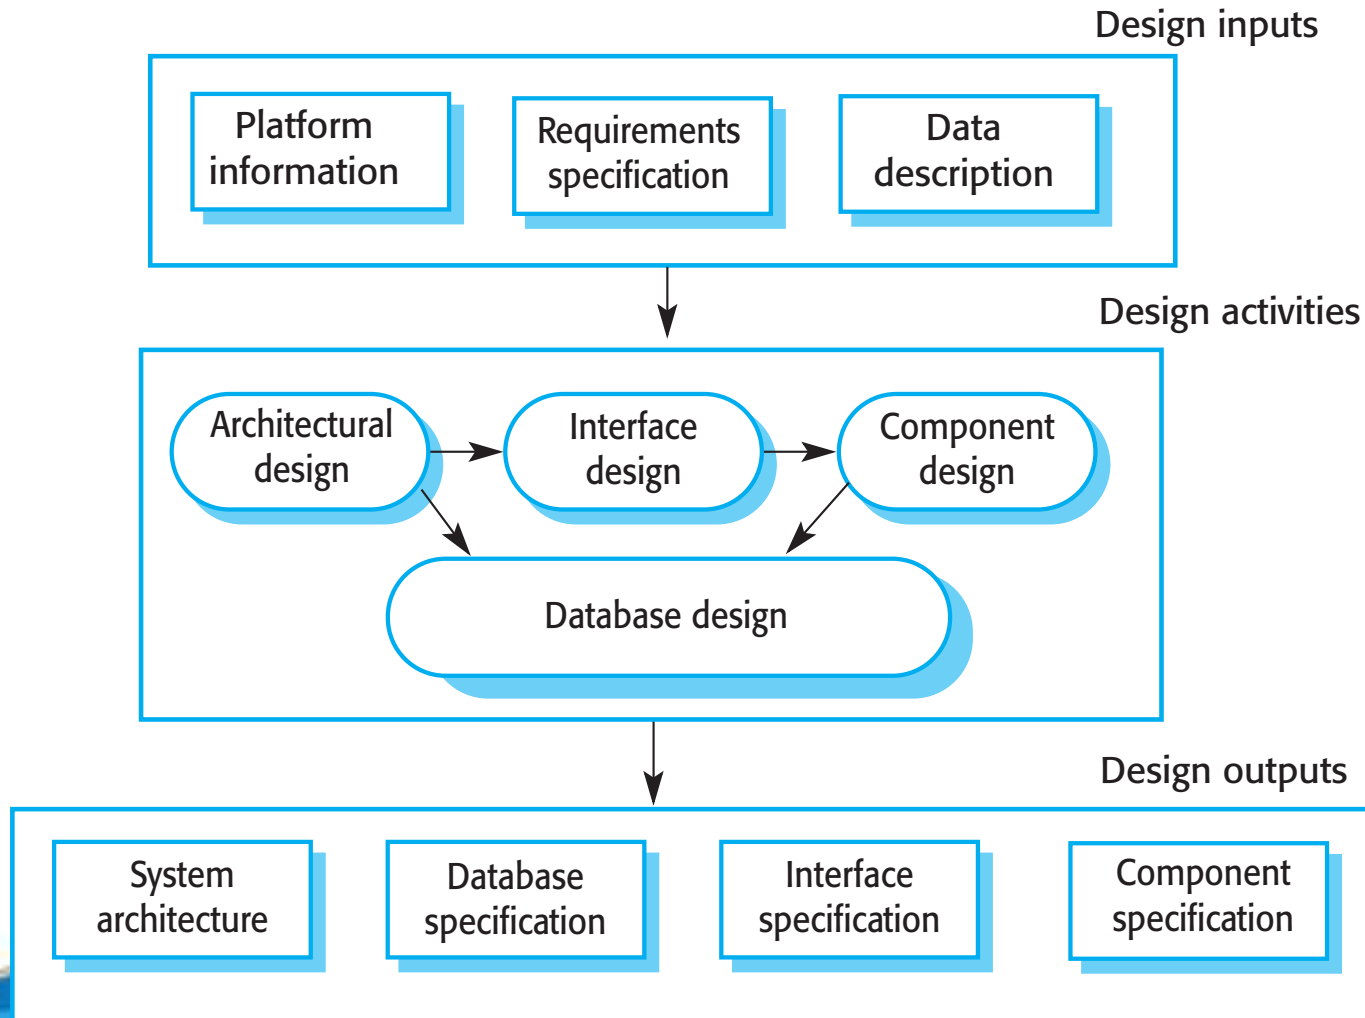 Design inputs
Platform
information
Requirements
specification
Data
description
Design activities
Architectural
design
Interface
design
Component
design
Database design
Design outputs
System
architecture
Database
specification
Interface
specification
Component
specification